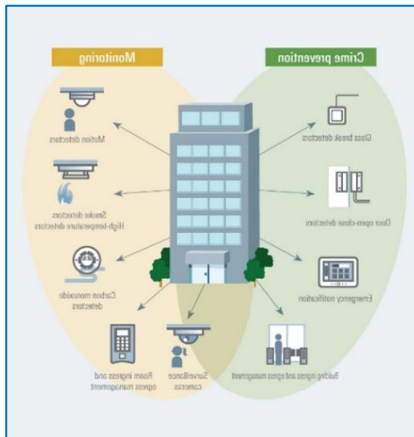 Monitoring
Crime prevention
Motion detectors
Glass break detectors
Smoke detectors
High-temperature detectors
Door open-close detectors
Carbon monoxide
detectors
Emergency notification
Room ingress and
egress management
Surveillance
cameras
Building ingress and egress management